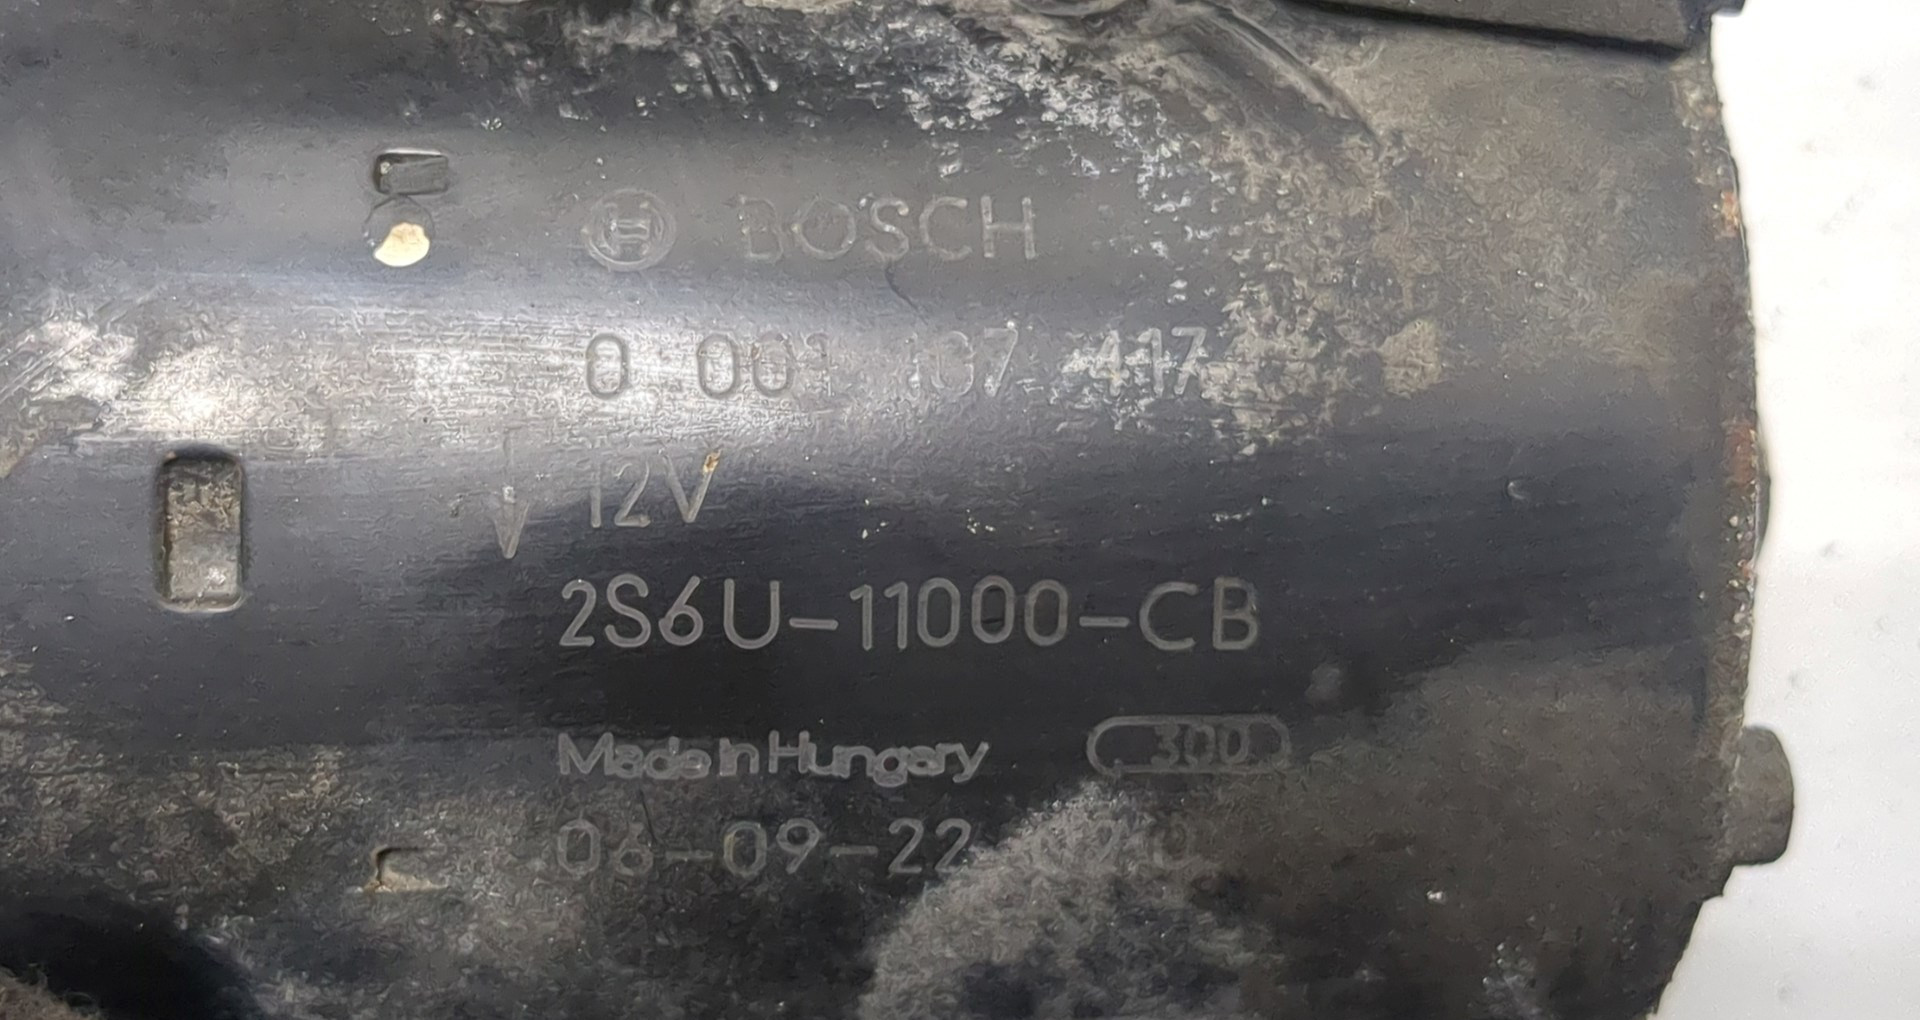 BOSCH
0 001 107 417
12V
2S6U-11000-CB
Made in Hungary 300
06-09-22